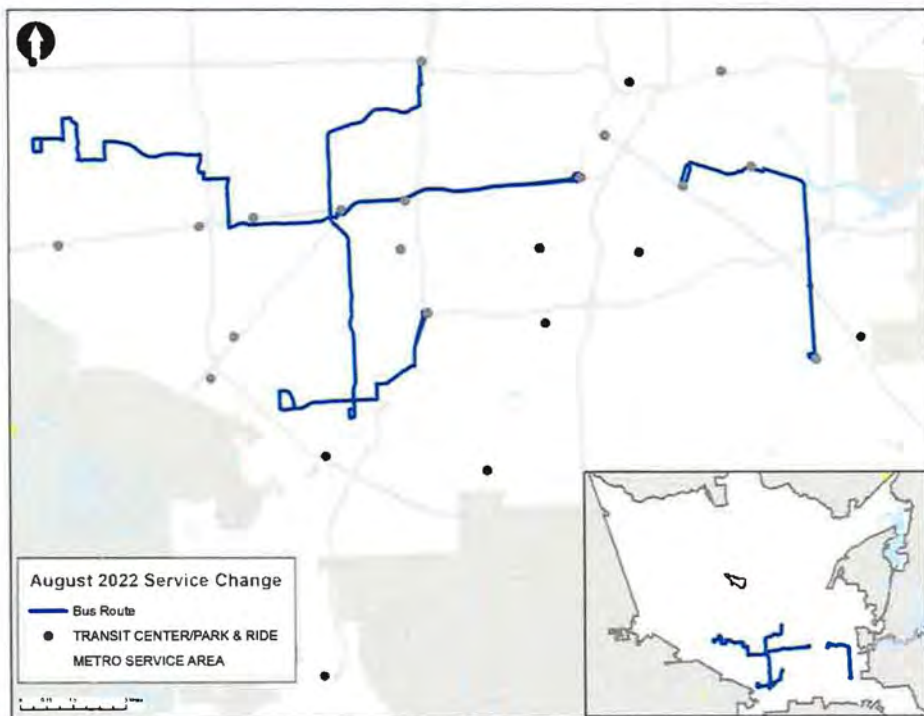 August 2022 Service Change
Bus Route
TRANSIT CENTER/PARK & RIDE
METRO SERVICE AREA